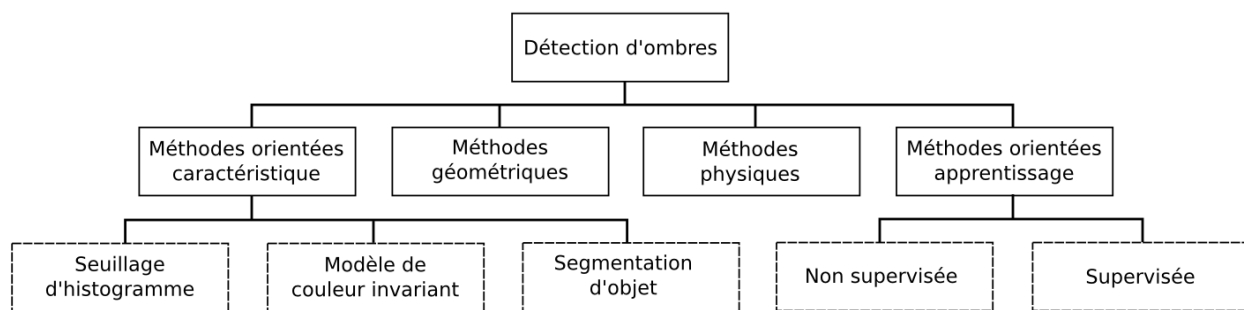 Détection d'ombres
Méthodes orientées
caractéristique
Méthodes
géométriques
Méthodes
physiques
Méthodes orientées
apprentissage
Seuillage
d'histogramme
Modèle de
couleur invariant
Segmentation
d'objet
Non supervisée
Supervisée